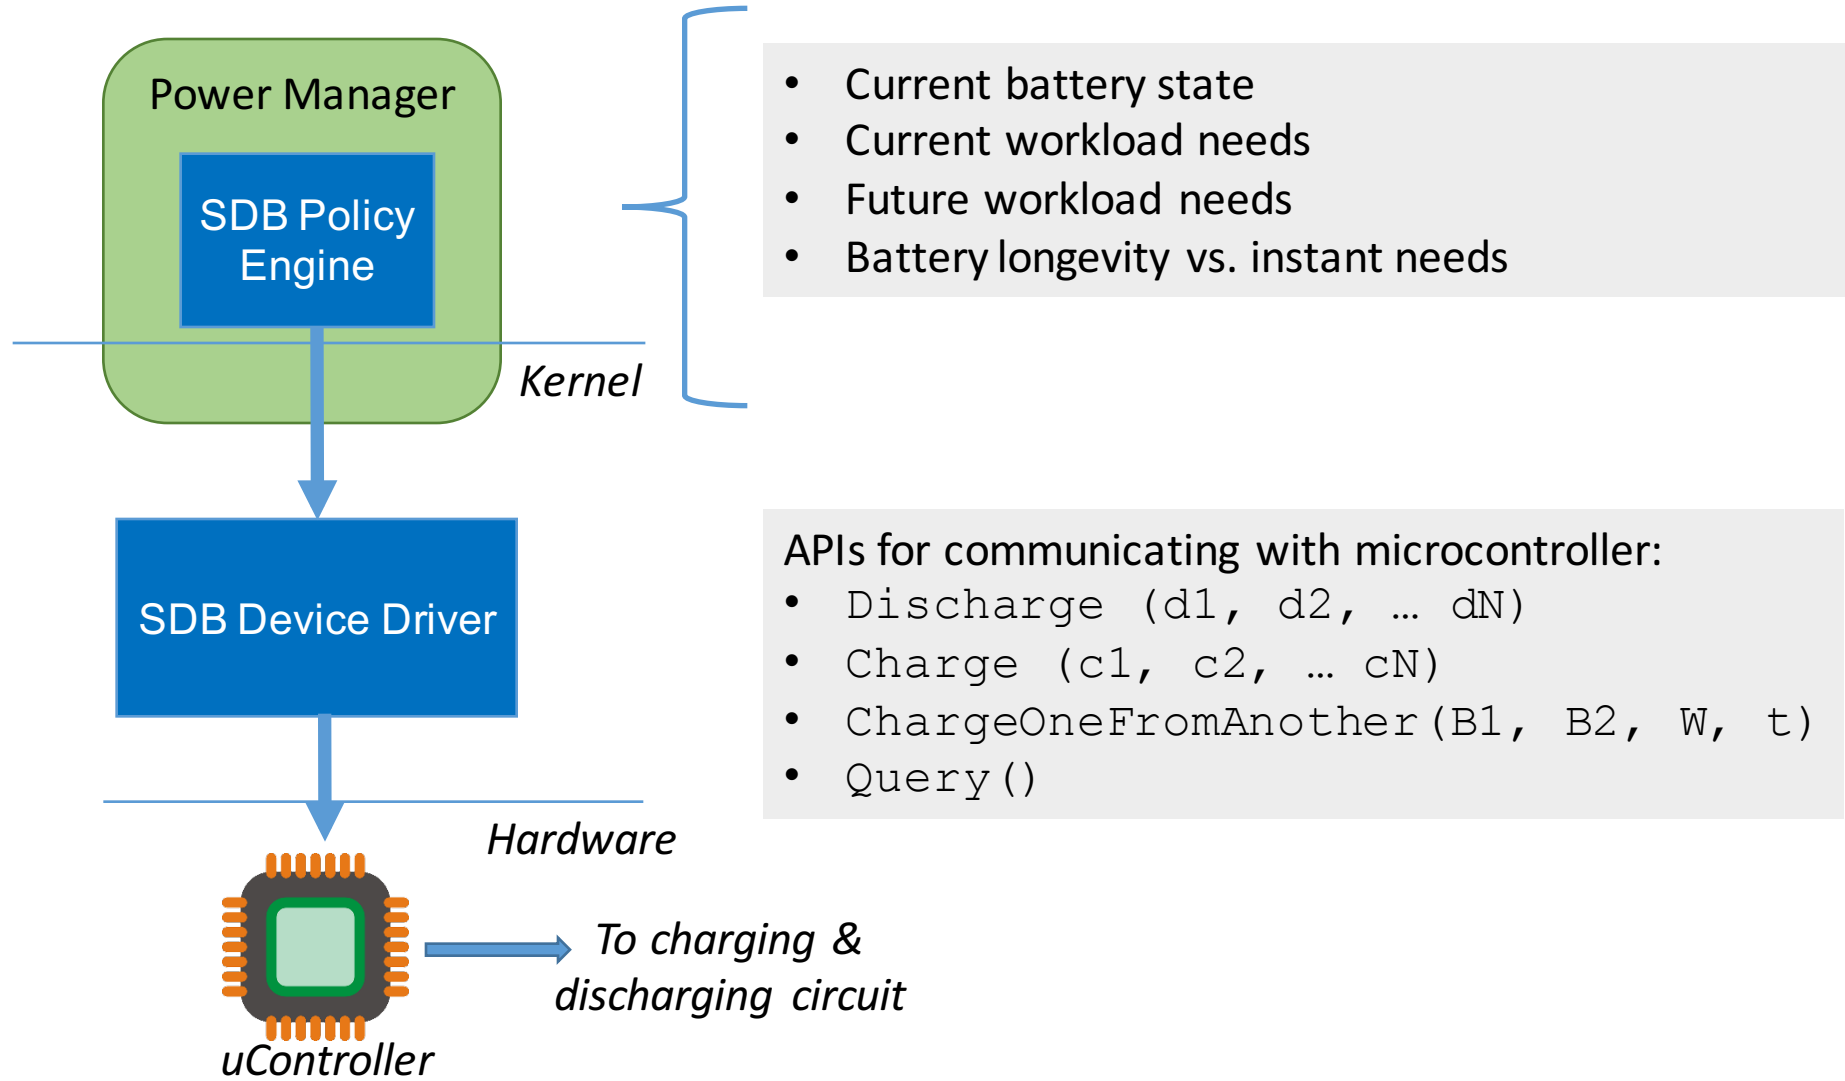 Power Manager
SDB Policy
Engine
Kernel
• Current battery state
• Current workload needs
• Future workload needs
• Battery longevity vs. instant needs
SDB Device Driver
APIs for communicating with microcontroller:
• Discharge (d1, d2, … dN)
• Charge (c1, c2, … cN)
• ChargeOneFromAnother(B1, B2, W, t)
• Query()
Hardware
To charging &
discharging circuit
uController